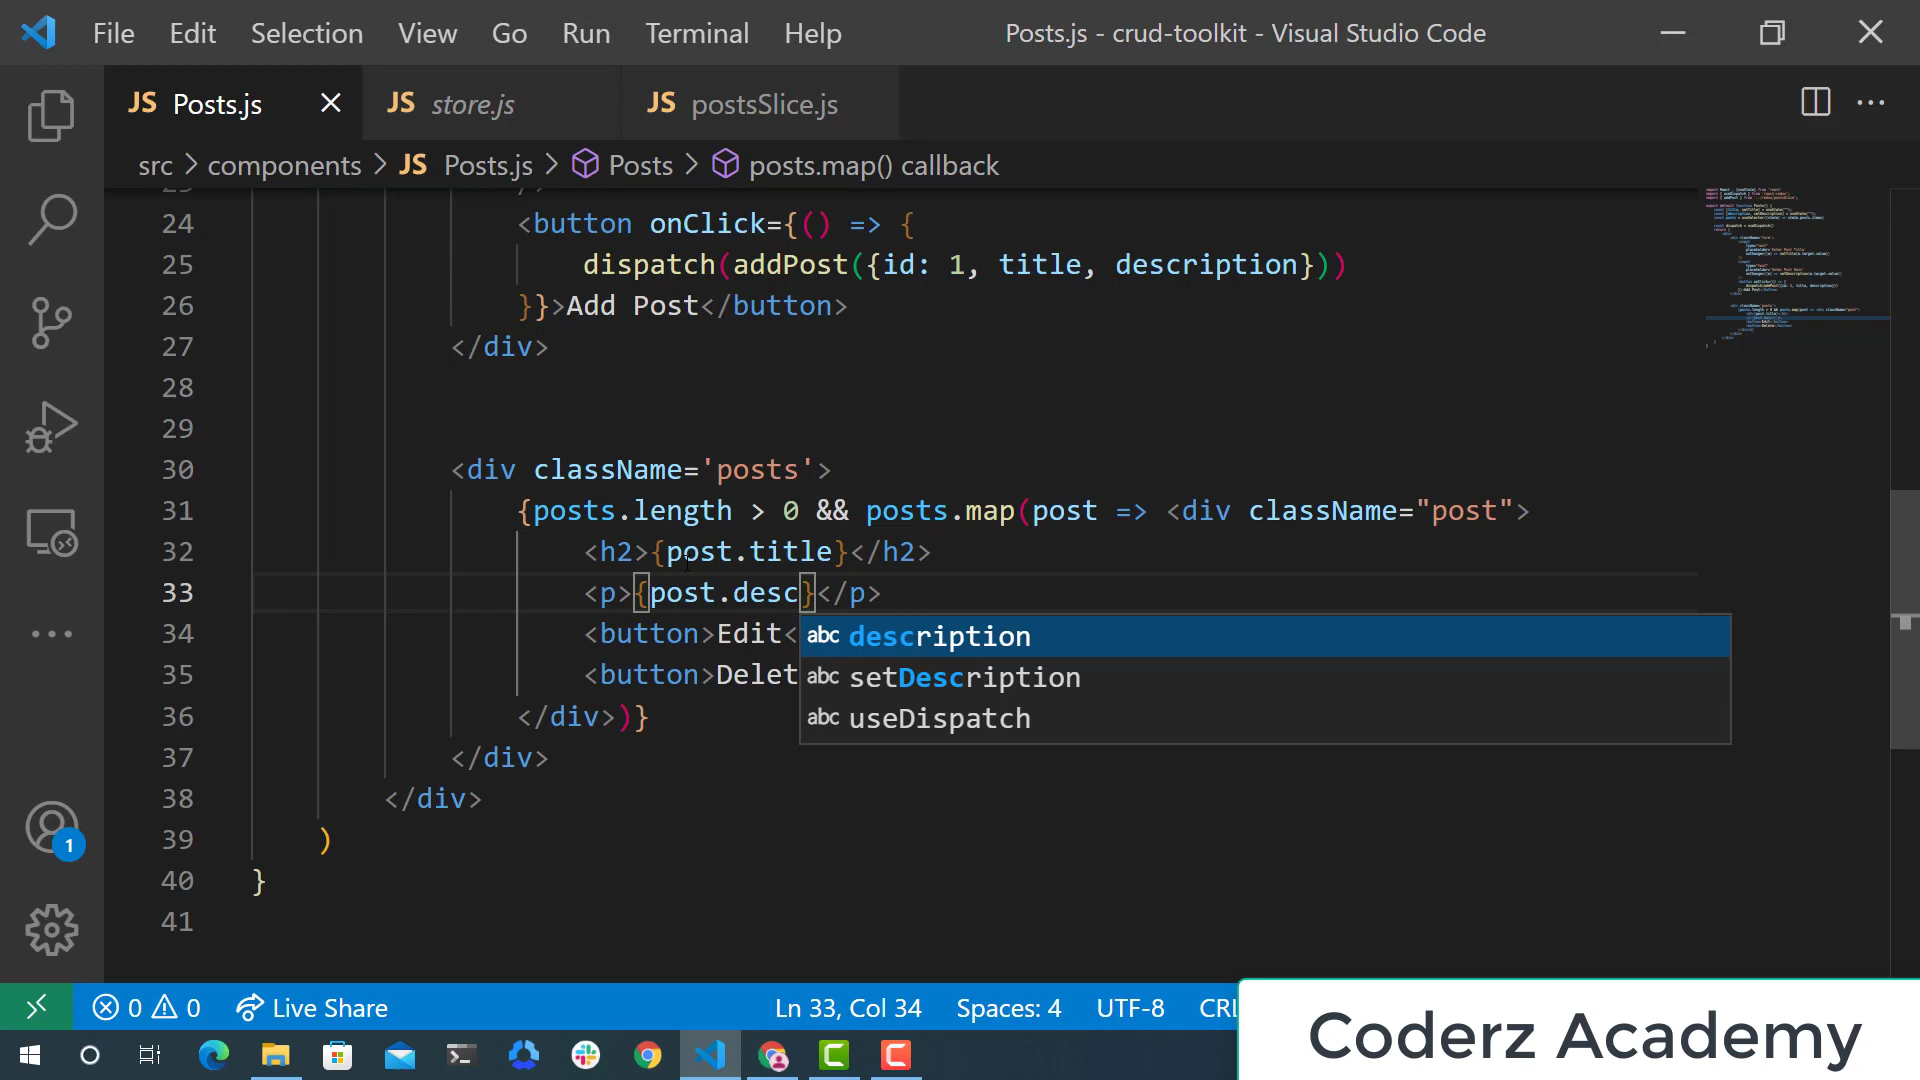 File Edit Selection View Go Run Terminal Help Posts.js - crud-toolkit - Visual Studio Code
JS Posts.js JS store.js JS postsSlice.js
src > components > JS Posts.js > Posts > posts.map() callback
24 <button onClick={() => {
25 dispatch(addPost({id: 1, title, description}))
26 }}>Add Post</button>
27 </div>
28
29
30 <div className='posts'>
31 {posts.length > 0 && posts.map(post => <div className="post">
32 <h2>{post.title}</h2>
33 <p>{post.desc}</p>
34 <button>Edit<
35 <button>Delet
36 </div>)}
37 </div>
38 </div>
39 )
40 }
41
abc description
abc setDescription
abc useDispatch
1
0 0 Live Share Ln 33, Col 34 Spaces: 4 UTF-8 CRL
Coderz Academy